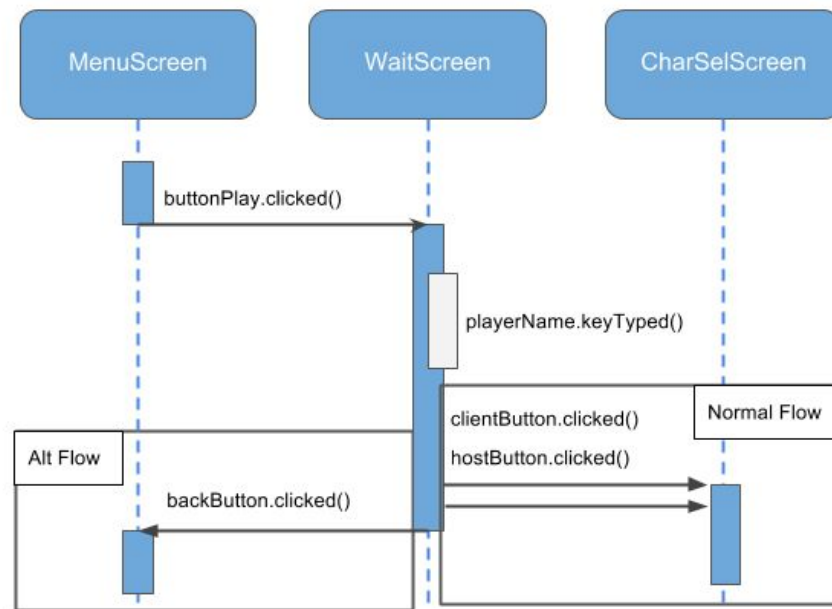 MenuScreen
WaitScreen
CharSelScreen
buttonPlay.clicked()
playerName.keyTyped()
clientButton.clicked()
Normal Flow
Alt Flow
hostButton.clicked()
backButton.clicked()